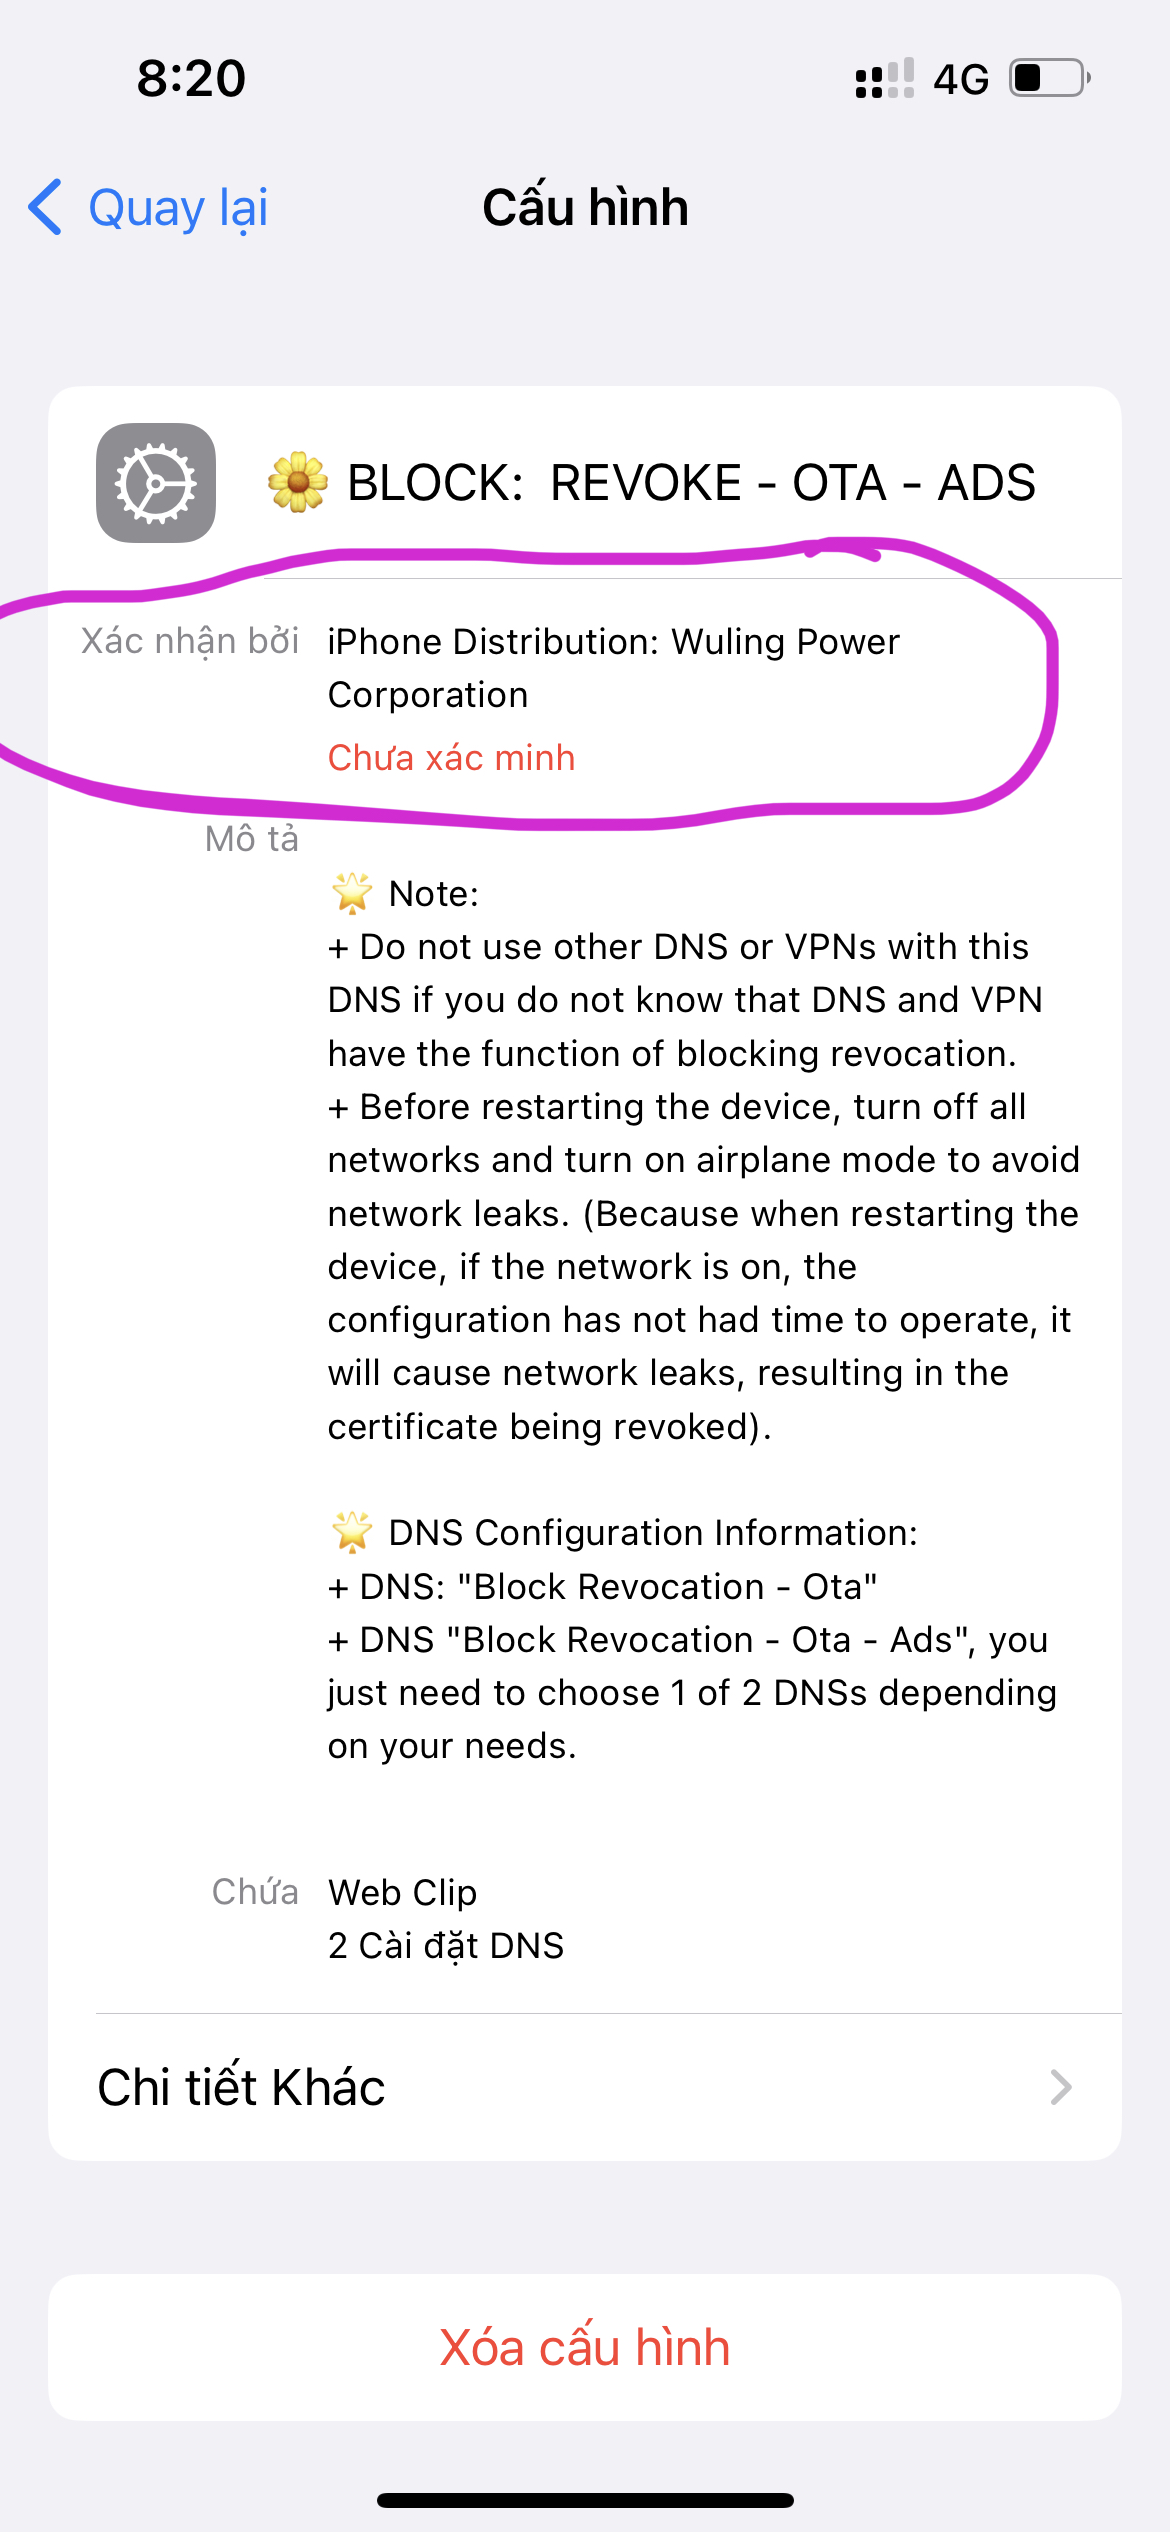 8:20
4G
Quay lại
Cấu hình
🌼 BLOCK: REVOKE - OTA - ADS
Xác nhận bởi
iPhone Distribution: Wuling Power
Corporation
Chưa xác minh
Mô tả
🌟 Note:
+ Do not use other DNS or VPNs with this
DNS if you do not know that DNS and VPN
have the function of blocking revocation.
+ Before restarting the device, turn off all
networks and turn on airplane mode to avoid
network leaks. (Because when restarting the
device, if the network is on, the
configuration has not had time to operate, it
will cause network leaks, resulting in the
certificate being revoked).
🌟 DNS Configuration Information:
+ DNS: "Block Revocation - Ota"
+ DNS "Block Revocation - Ota - Ads", you
just need to choose 1 of 2 DNSs depending
on your needs.
Chứa
Web Clip
2 Cài đặt DNS
Chi tiết Khác
Xóa cấu hình